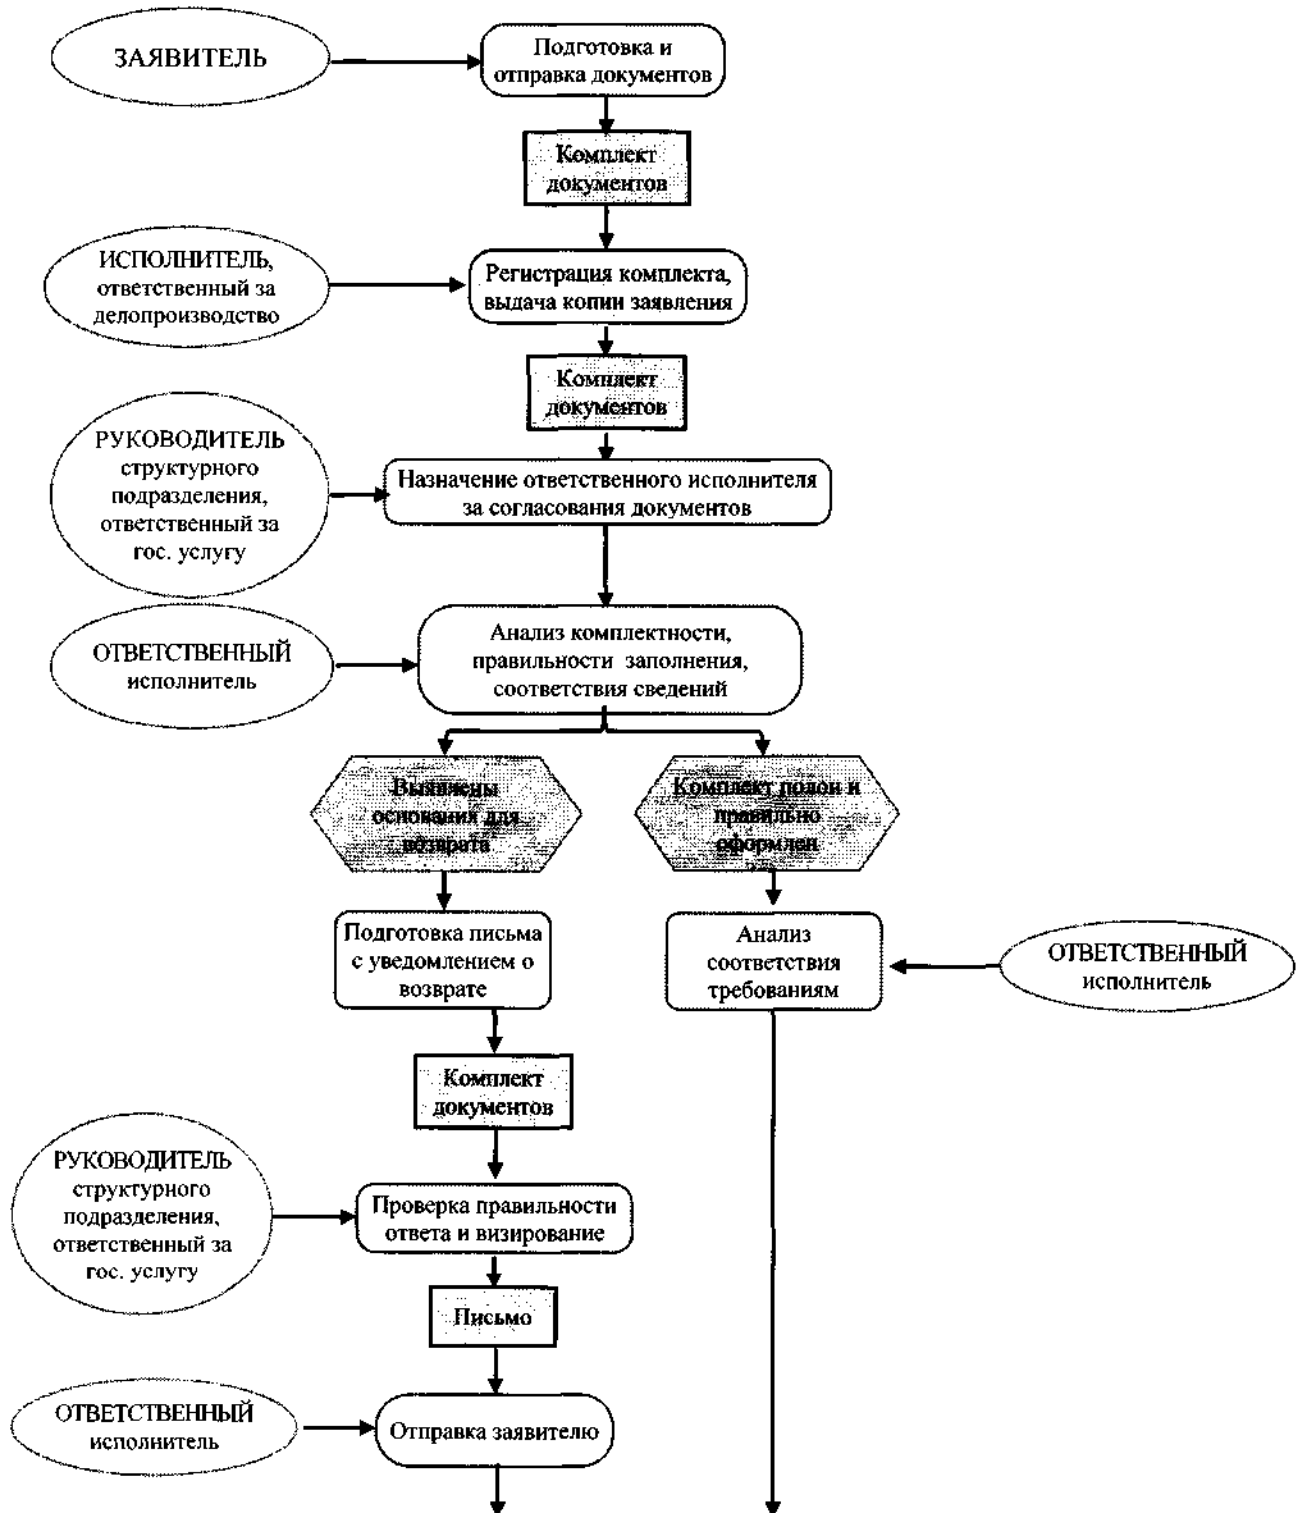 ЗАЯВИТЕЛЬ
Подготовка и
отправка документов
Комплект
документов
ИСПОЛНИТЕЛЬ,
ответственный за
делопроизводство
Регистрация комплекта,
выдача копии заявления
Комплект
документов
РУКОВОДИТЕЛЬ
структурного
подразделения,
ответственный за
гос. услугу
Назначение ответственного исполнителя
за согласования документов
ОТВЕТСТВЕННЫЙ
исполнитель
Анализ комплектности,
правильности заполнения,
соответствия сведений
Выявлены
основания для
возврата
Комплект полон и
правильно
оформлен
Подготовка письма
с уведомлением о
возврате
Анализ
соответствия
требованиям
ОТВЕТСТВЕННЫЙ
исполнитель
Комплект
документов
РУКОВОДИТЕЛЬ
структурного
подразделения,
ответственный за
гос. услугу
Проверка правильности
ответа и визирование
Письмо
ОТВЕТСТВЕННЫЙ
исполнитель
Отправка заявителю